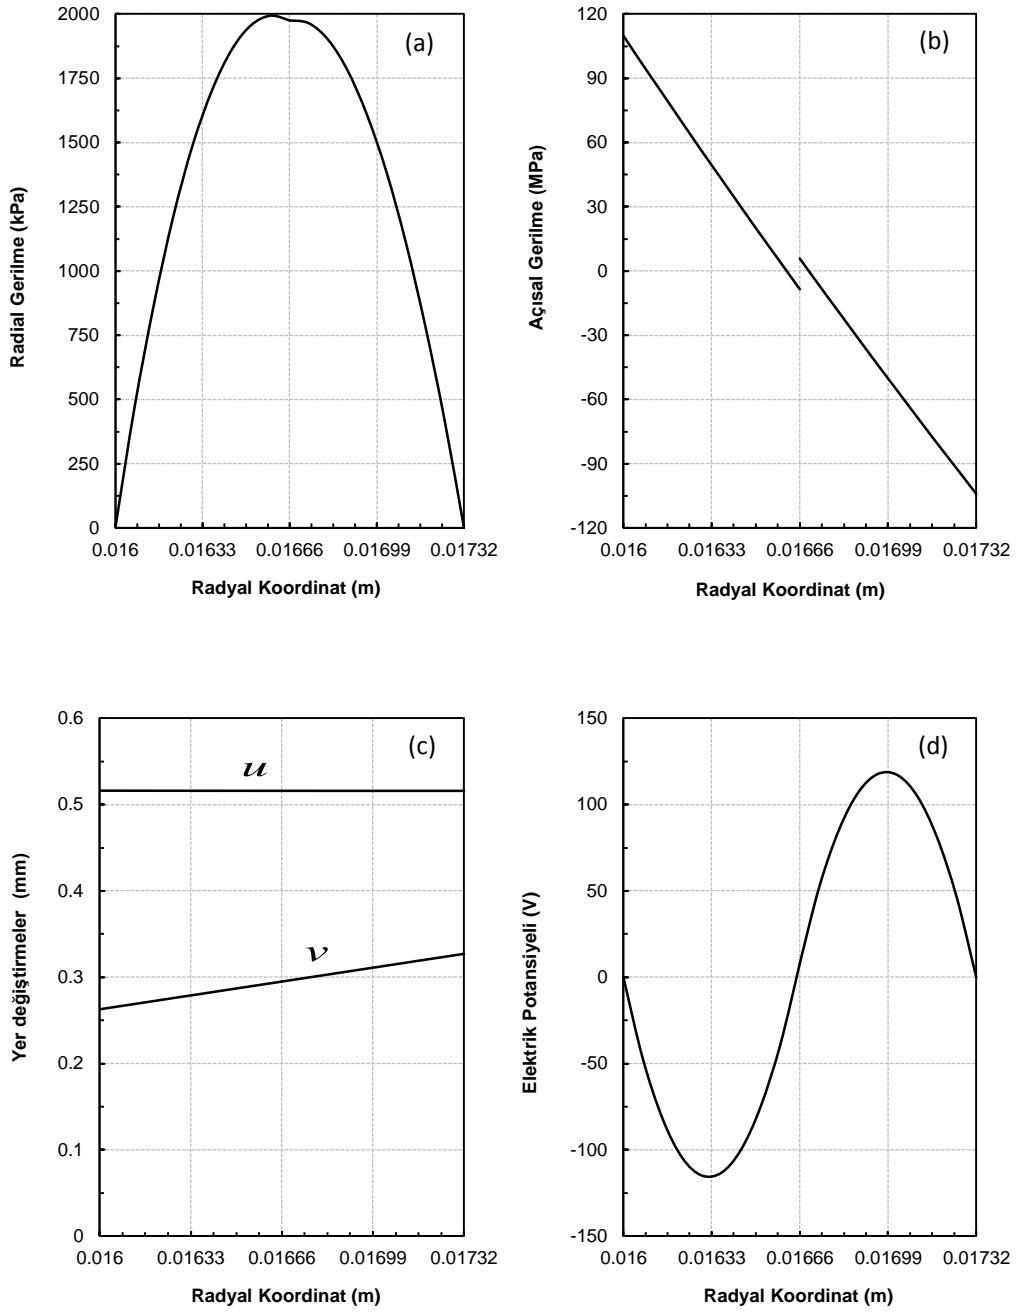 (a)
2000
1750
1500
1250
1000
750
500
250
0
0.016 0.01633 0.01666 0.01699 0.01732
Radial Gerilme (kPa)
Radyal Koordinat (m)
(b)
120
90
60
30
0
-30
-60
-90
-120
0.016 0.01633 0.01666 0.01699 0.01732
Açısal Gerilme (MPa)
Radyal Koordinat (m)
(c)
0.6
0.5
0.4
0.3
0.2
0.1
0
u
v
0.016 0.01633 0.01666 0.01699 0.01732
Yer değiştirmeler (mm)
Radyal Koordinat (m)
(d)
150
100
50
0
-50
-100
-150
0.016 0.01633 0.01666 0.01699 0.01732
Elektrik Potansiyeli (V)
Radyal Koordinat (m)